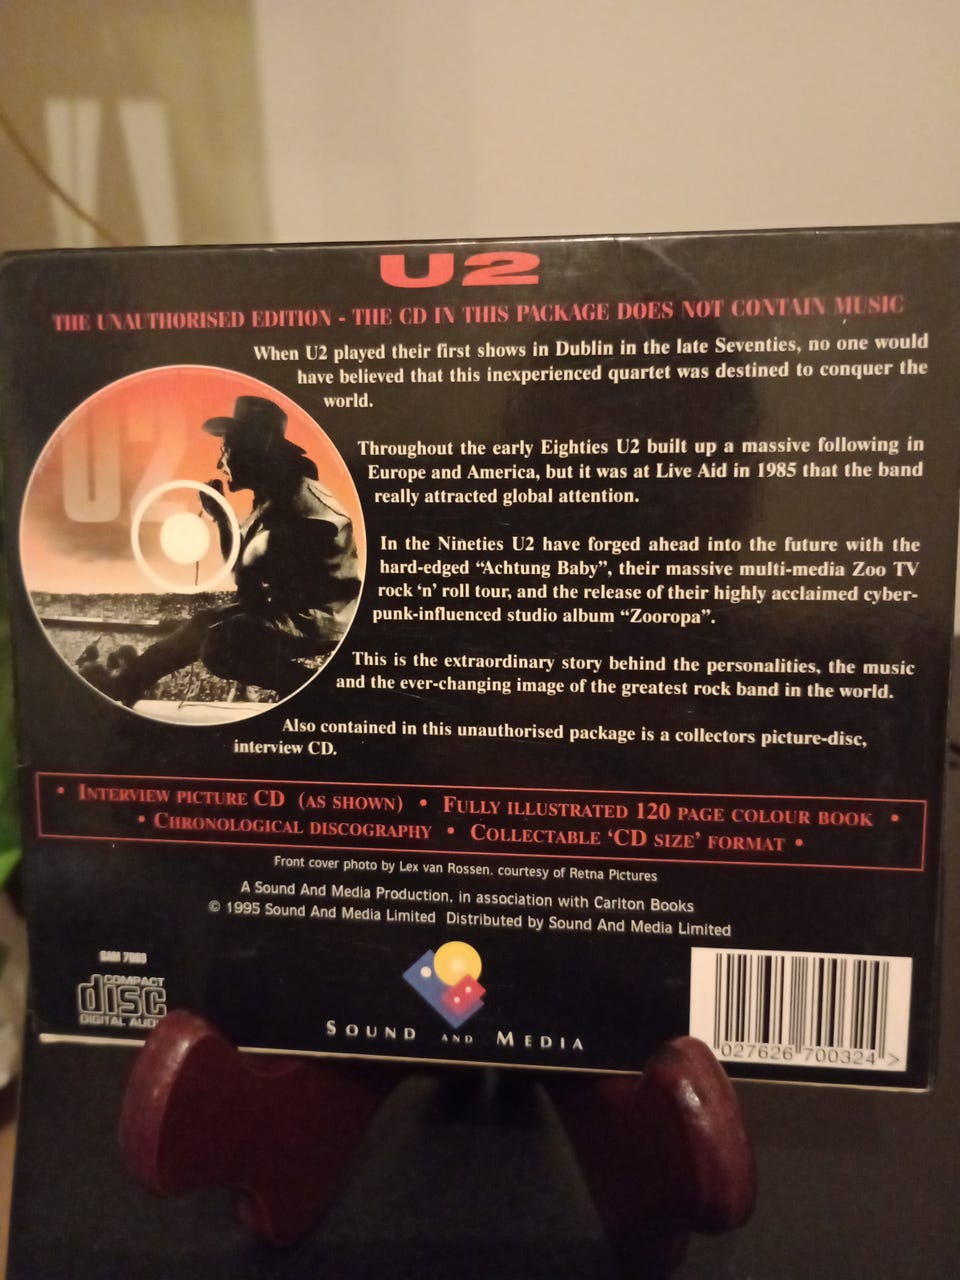 U2
THE UNAUTHORISED EDITION - THE CD IN THIS PACKAGE DOES NOT CONTAIN MUSIC
When U2 played their first shows in Dublin in the late Seventies, no one would
have believed that this inexperienced quartet was destined to conquer the
world.
U2
Throughout the early Eighties U2 built up a massive following in
Europe and America, but it was at Live Aid in 1985 that the band
really attracted global attention.
In the Nineties U2 have forged ahead into the future with the
hard-edged “Achtung Baby”, their massive multi-media Zoo TV
rock ‘n’ roll tour, and the release of their highly acclaimed cyber-
punk-influenced studio album “Zooropa”.
This is the extraordinary story behind the personalities, the music
and the ever-changing image of the greatest rock band in the world.
Also contained in this unauthorised package is a collectors picture-disc,
interview CD.
• INTERVIEW PICTURE CD (AS SHOWN) • FULLY ILLUSTRATED 120 PAGE COLOUR BOOK •
• CHRONOLOGICAL DISCOGRAPHY • COLLECTABLE ‘CD SIZE’ FORMAT •
Front cover photo by Lex van Rossen, courtesy of Retna Pictures
A Sound And Media Production, in association with Carlton Books
© 1995 Sound And Media Limited Distributed by Sound And Media Limited
SAM 7003
COMPACT
disc
DIGITAL AUDIO
SOUND AND MEDIA
027626 700324 >